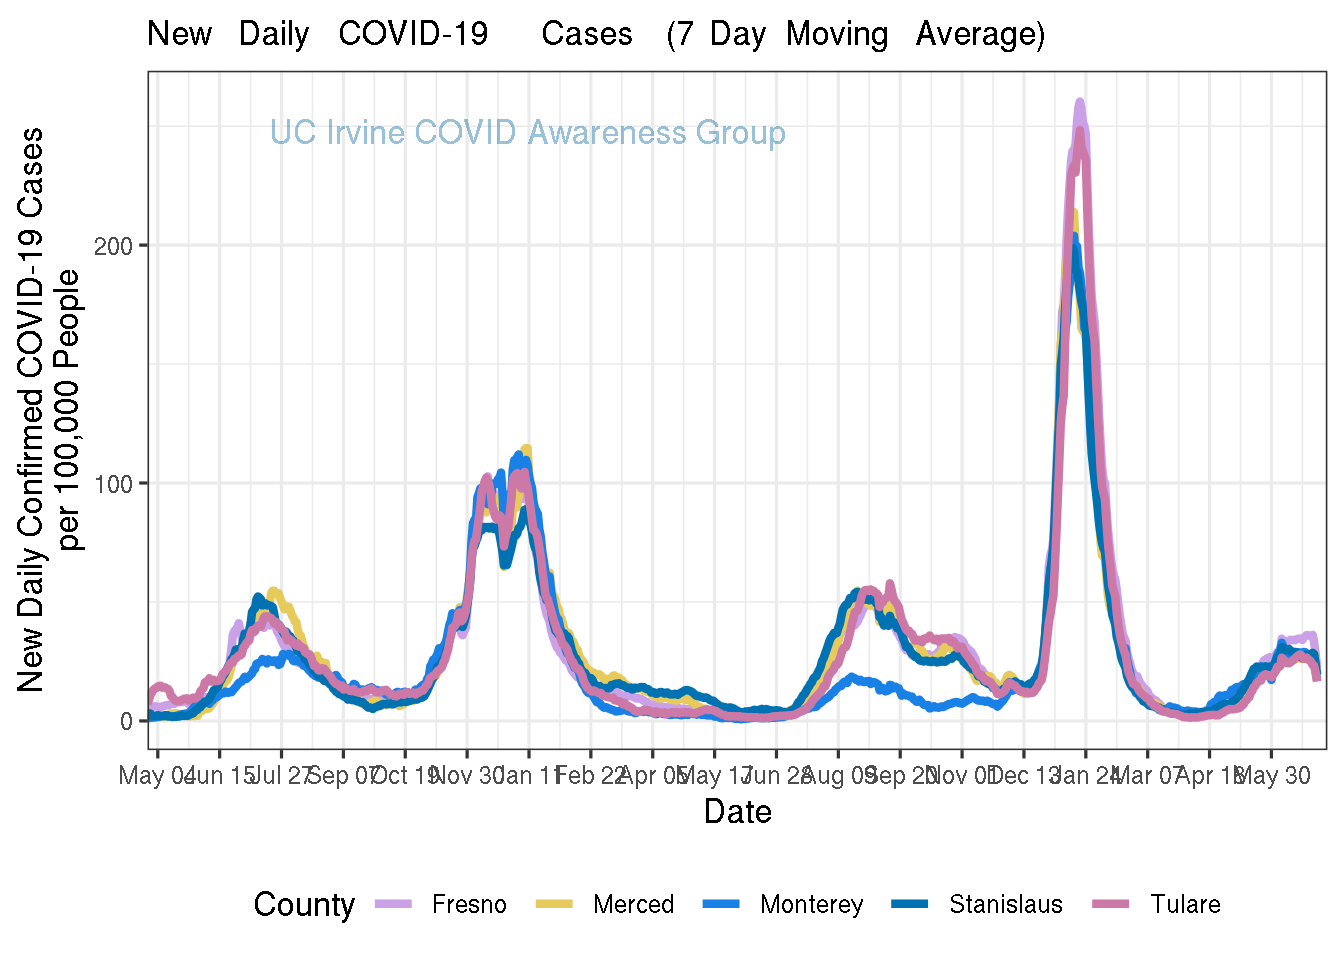 New Daily COVID-19 Cases (7 Day Moving Average)
UC Irvine COVID Awareness Group
New Daily Confirmed COVID-19 Cases
per 100,000 People
200
100
0
May 04 Jun 15 Jul 27 Sep 07 Oct 19 Nov 30 Jan 11 Feb 22 Apr 05 May 17 Jun 28 Aug 09 Sep 20 Nov 01 Dec 13 Jan 24 Mar 07 Apr 18 May 30
Date
County Fresno Merced Monterey Stanislaus Tulare